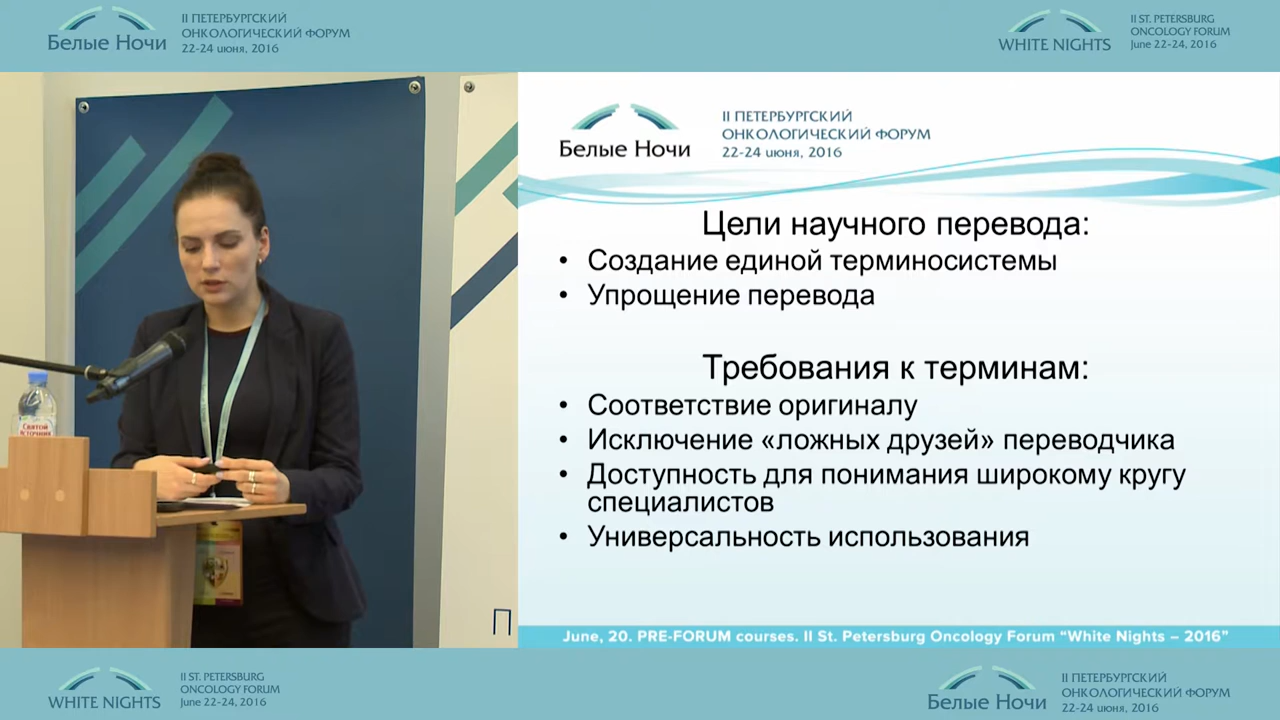 Белые Ночи
II ПЕТЕРБУРГСКИЙ
ОНКОЛОГИЧЕСКИЙ ФОРУМ
22-24 июня, 2016
WHITE NIGHTS
II ST. PETERSBURG
ONCOLOGY FORUM
June 22-24, 2016
Святой
Источник
П
Белые Ночи
II ПЕТЕРБУРГСКИЙ
ОНКОЛОГИЧЕСКИЙ ФОРУМ
22-24 июня, 2016
Цели научного перевода:
• Создание единой терминосистемы
• Упрощение перевода
Требования к терминам:
• Соответствие оригиналу
• Исключение «ложных друзей» переводчика
• Доступность для понимания широкому кругу
специалистов
• Универсальность использования
June, 20. PRE-FORUM courses. II St. Petersburg Oncology Forum “White Nights – 2016”
WHITE NIGHTS
II ST. PETERSBURG
ONCOLOGY FORUM
June 22-24, 2016
Белые Ночи
II ПЕТЕРБУРГСКИЙ
ОНКОЛОГИЧЕСКИЙ ФОРУМ
22-24 июня, 2016